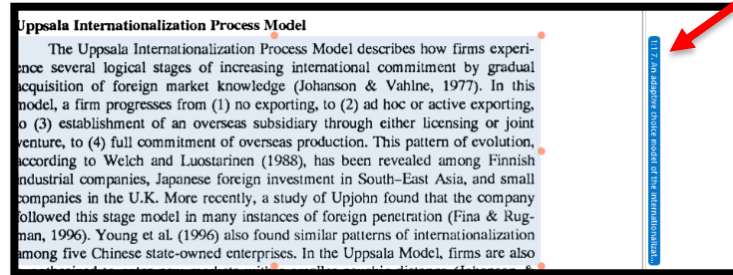 Uppsala Internationalization Process Model
The Uppsala Internationalization Process Model describes how firms experi-
ence several logical stages of increasing international commitment by gradual
acquisition of foreign market knowledge (Johanson & Vahlne, 1977). In this
model, a firm progresses from (1) no exporting, to (2) ad hoc or active exporting,
to (3) establishment of an overseas subsidiary through either licensing or joint
venture, to (4) full commitment of overseas production. This pattern of evolution,
according to Welch and Luostarinen (1988), has been revealed among Finnish
industrial companies, Japanese foreign investment in South–East Asia, and small
companies in the U.K. More recently, a study of Upjohn found that the company
followed this stage model in many instances of foreign penetration (Fina & Rug-
man, 1996). Young et al. (1996) also found similar patterns of internationalization
among five Chinese state-owned enterprises. In the Uppsala Model, firms are also
1:1 7. An adaptive choice model of the internationalizat...